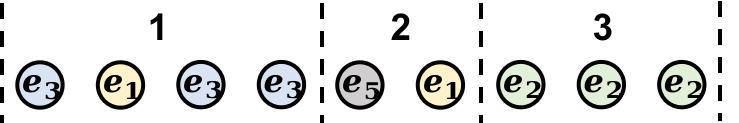 1 2 3
e₃ e₁ e₃ e₃ e₅ e₁ e₂ e₂ e₂